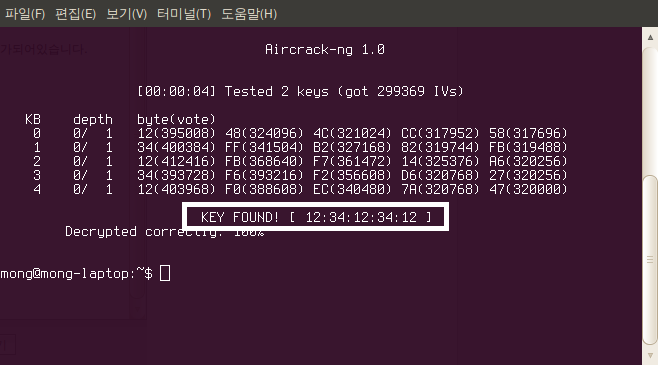 파일(F) 편집(E) 보기(V) 터미널(T) 도움말(H)
Aircrack-ng 1.0
[00:00:04] Tested 2 keys (got 299369 IVs)
KB depth byte(vote)
0 0/ 1 12(395008) 48(324096) 4C(321024) CC(317952) 58(317696)
1 0/ 1 34(400384) FF(341504) B2(327168) 82(319744) FB(319488)
2 0/ 1 12(412416) FB(368640) F7(361472) 14(325376) A6(320256)
3 0/ 1 34(393728) F6(393216) F2(356608) D6(320768) 27(320256)
4 0/ 1 12(403968) F0(388608) EC(340480) 7A(320768) 47(320000)
KEY FOUND! [ 12:34:12:34:12 ]
Decrypted correctly: 100%
mong@mong-laptop:~$